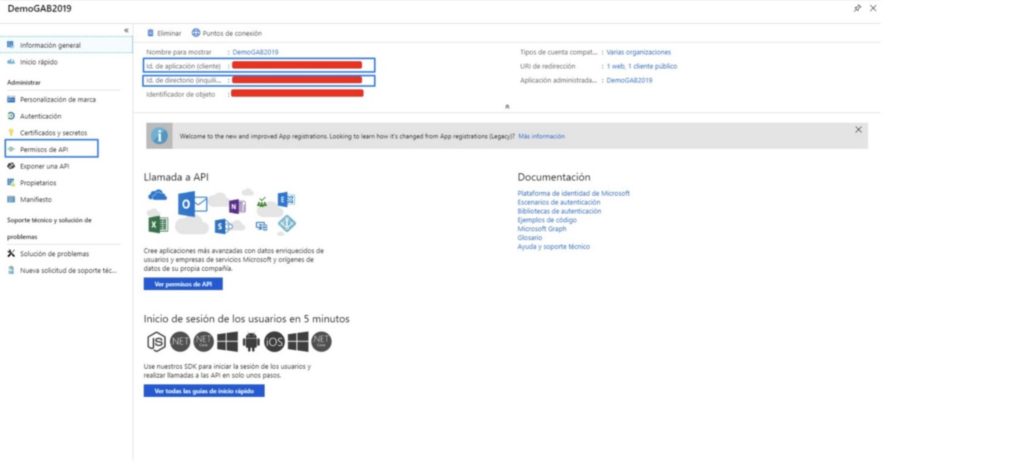 DemoGAB2019
Información general
Inicio rápido
Administrar
Personalización de marca
Autenticación
Certificados y secretos
Permisos de API
Exponer una API
Propietarios
Manifiesto
Soporte técnico y solución de
problemas
Solución de problemas
Nueva solicitud de soporte téc...
Eliminar Puntos de conexión
Nombre para mostrar : DemoGAB2019
Id. de aplicación (cliente) :
Id. de directorio (inquili... :
Identificador de objeto :
Tipos de cuenta compat... : Varias organizaciones
URI de redirección : 1 web, 1 cliente público
Aplicación administrada... : DemoGAB2019
Welcome to the new and improved App registrations. Looking to learn how it's changed from App registrations (Legacy)? Más información
Llamada a API
Cree aplicaciones más avanzadas con datos enriquecidos de
usuarios y empresas de servicios Microsoft y orígenes de
datos de su propia compañía.
Ver permisos de API
Documentación
Plataforma de identidad de Microsoft
Escenarios de autenticación
Bibliotecas de autenticación
Ejemplos de código
Microsoft Graph
Glosario
Ayuda y soporte técnico
Inicio de sesión de los usuarios en 5 minutos
Use nuestros SDK para iniciar la sesión de los usuarios y
realizar llamadas a las API en solo unos pasos.
Ver todas las guías de inicio rápido